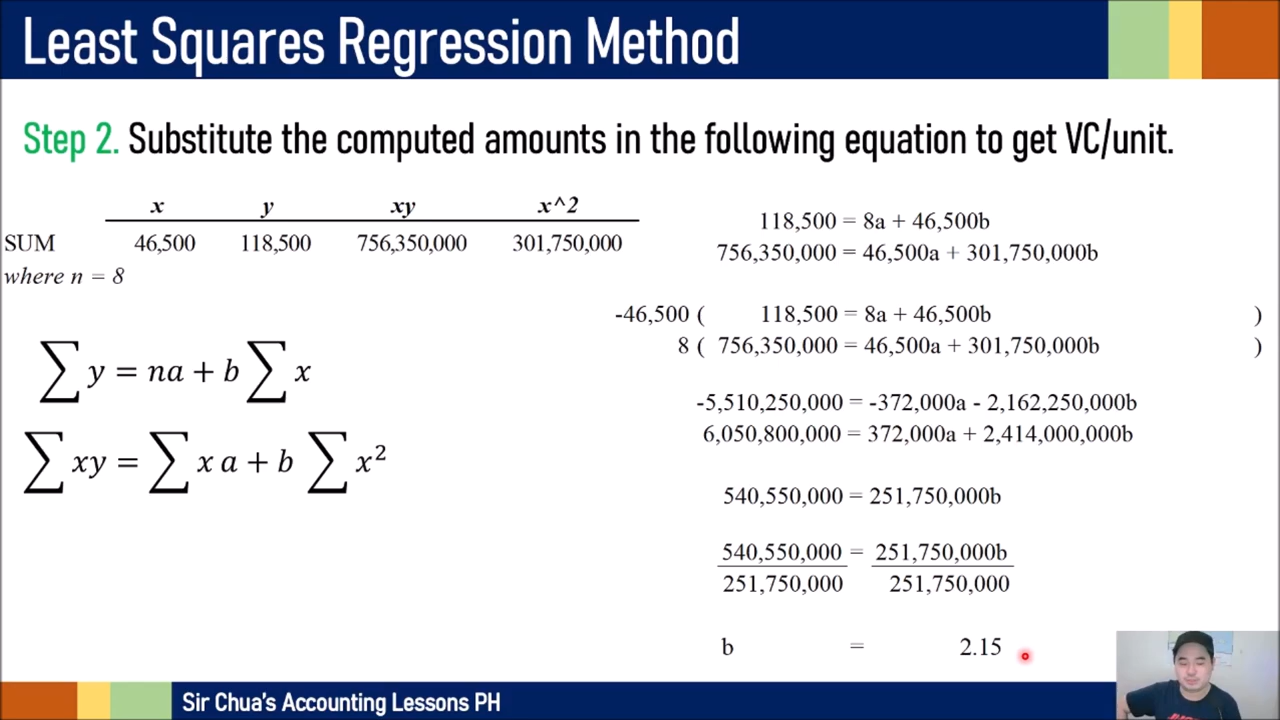 Least Squares Regression Method
Step 2. Substitute the computed amounts in the following equation to get VC/unit.
x y xy x^2
SUM 46,500 118,500 756,350,000 301,750,000
where n = 8
∑ y = na + b ∑ x
∑ xy = ∑ x a + b ∑ x²
118,500 = 8a + 46,500b
756,350,000 = 46,500a + 301,750,000b
-46,500 ( 118,500 = 8a + 46,500b )
8 ( 756,350,000 = 46,500a + 301,750,000b )
-5,510,250,000 = -372,000a - 2,162,250,000b
6,050,800,000 = 372,000a + 2,414,000,000b
540,550,000 = 251,750,000b
540,550,000 = 251,750,000b
251,750,000 251,750,000
b = 2.15
Sir Chua's Accounting Lessons PH